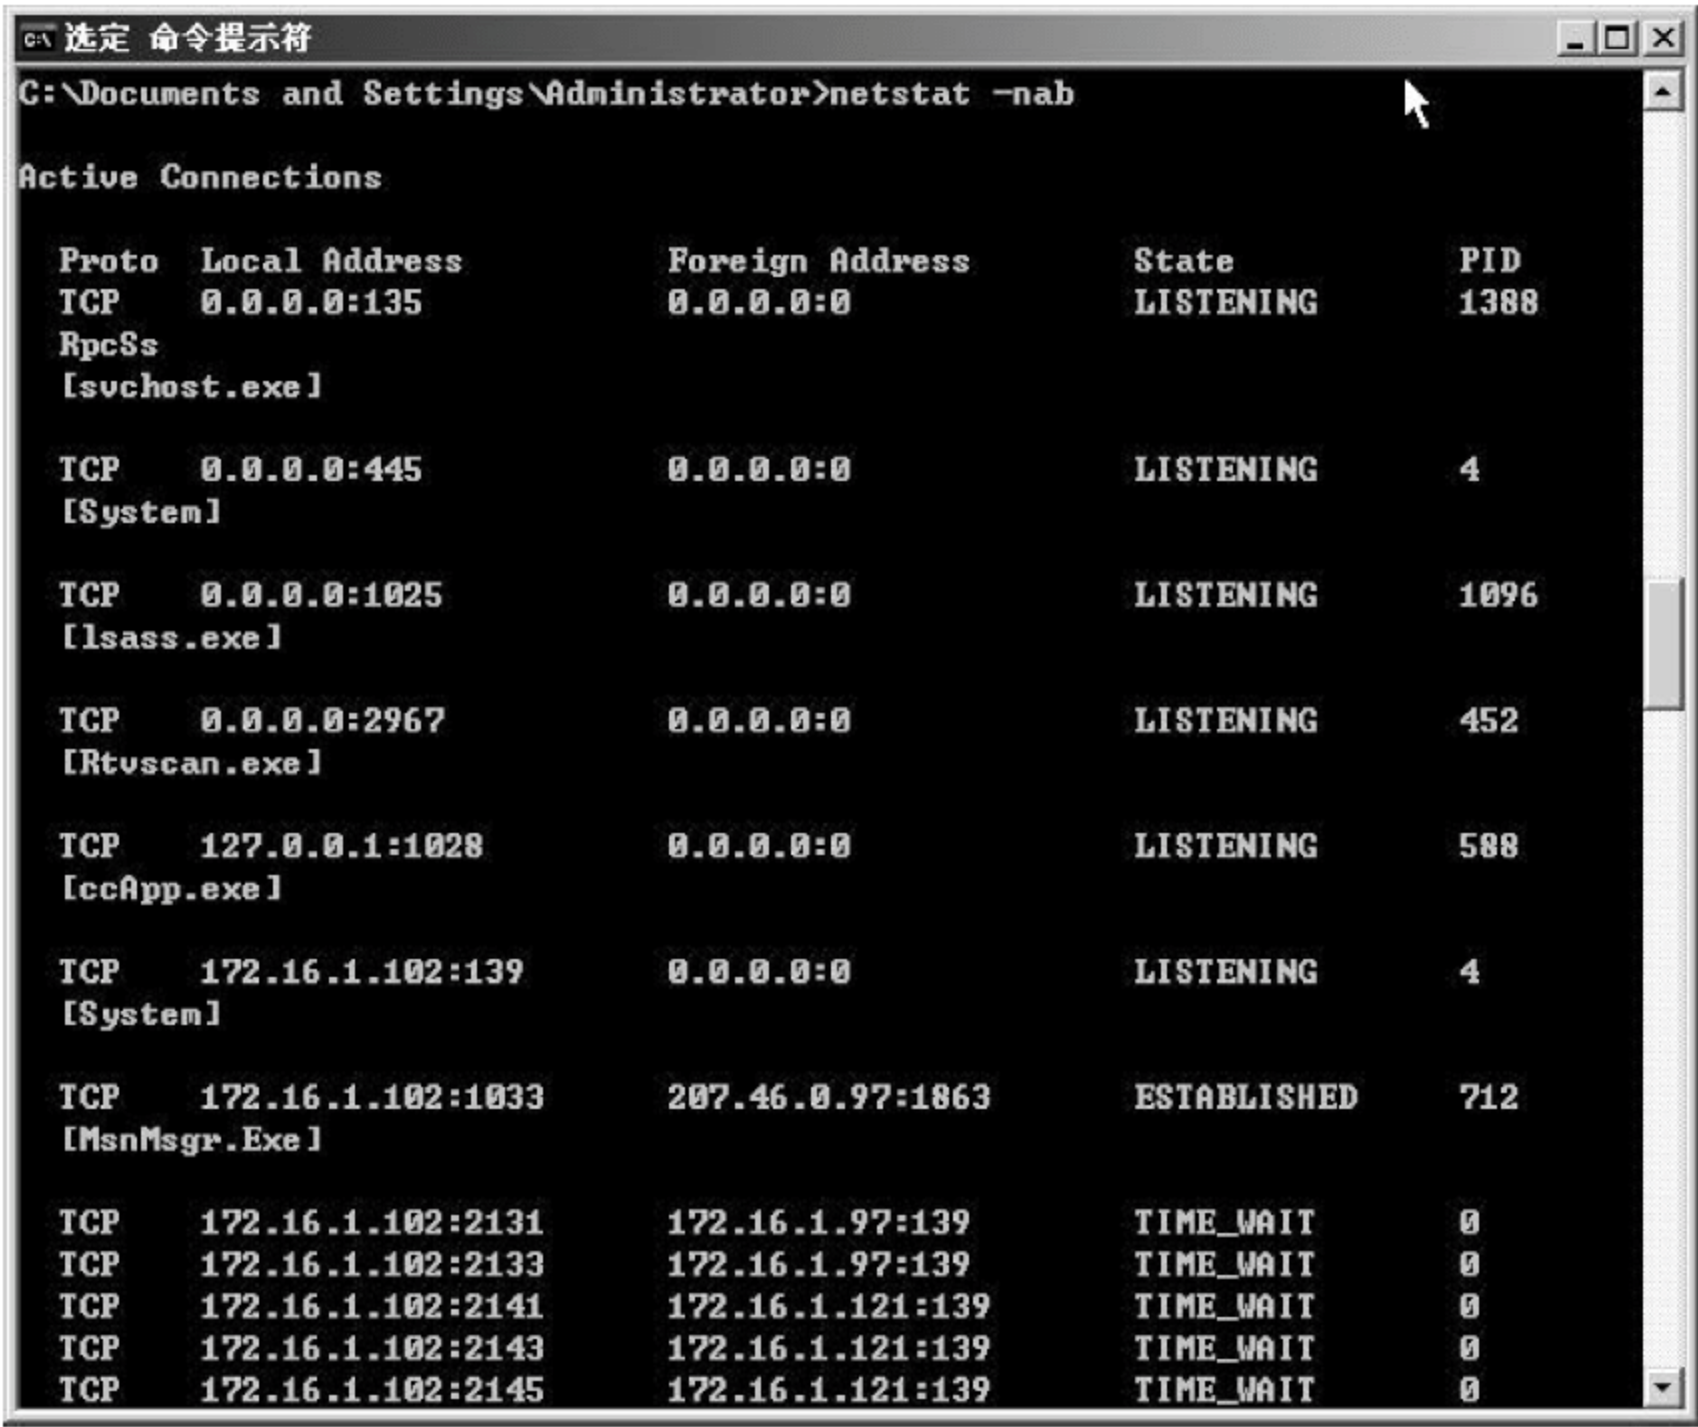 选定 命令提示符
C:\Documents and Settings\Administrator>netstat -nab
Active Connections
Proto Local Address Foreign Address State PID
TCP 0.0.0.0:135 0.0.0.0:0 LISTENING 1388
RpcSs
[svchost.exe]
TCP 0.0.0.0:445 0.0.0.0:0 LISTENING 4
[System]
TCP 0.0.0.0:1025 0.0.0.0:0 LISTENING 1096
[lsass.exe]
TCP 0.0.0.0:2967 0.0.0.0:0 LISTENING 452
[Rtvscan.exe]
TCP 127.0.0.1:1028 0.0.0.0:0 LISTENING 588
[ccApp.exe]
TCP 172.16.1.102:139 0.0.0.0:0 LISTENING 4
[System]
TCP 172.16.1.102:1033 207.46.0.97:1863 ESTABLISHED 712
[MsnMsgr.Exe]
TCP 172.16.1.102:2131 172.16.1.97:139 TIME_WAIT 0
TCP 172.16.1.102:2133 172.16.1.97:139 TIME_WAIT 0
TCP 172.16.1.102:2141 172.16.1.121:139 TIME_WAIT 0
TCP 172.16.1.102:2143 172.16.1.121:139 TIME_WAIT 0
TCP 172.16.1.102:2145 172.16.1.121:139 TIME_WAIT 0